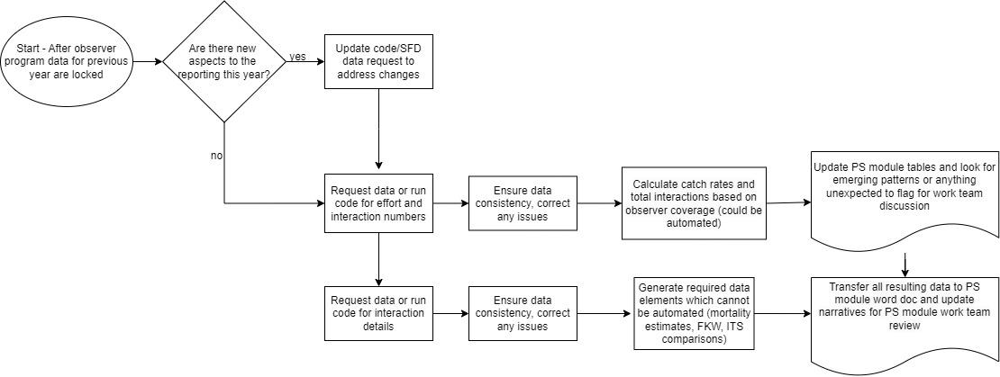 Start - After observer
program data for previous
year are locked
Are there new
aspects to the
reporting this year?
yes
Update code/SFD
data request to
address changes
no
Request data or run
code for effort and
interaction numbers
Ensure data
consistency, correct
any issues
Calculate catch rates and
total interactions based on
observer coverage (could be
automated)
Update PS module tables and look for
emerging patterns or anything
unexpected to flag for work team
discussion
Request data or run
code for interaction
details
Ensure data
consistency, correct
any issues
Generate required data
elements which cannot
be automated (mortality
estimates, FKW, ITS
comparisons)
Transfer all resulting data to PS
module word doc and update
narratives for PS module work team
review